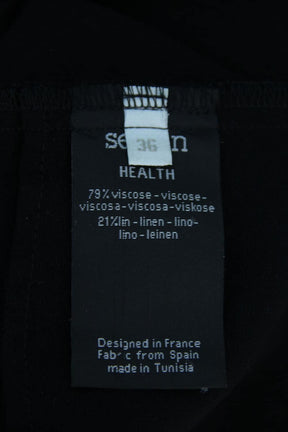 36
HEALTH
79% viscose - viscose-
viscosa-viscosa-viskose
21%lin - linen - lino-
lino - leinen
Designed in France
Fabric from Spain
made in Tunisia